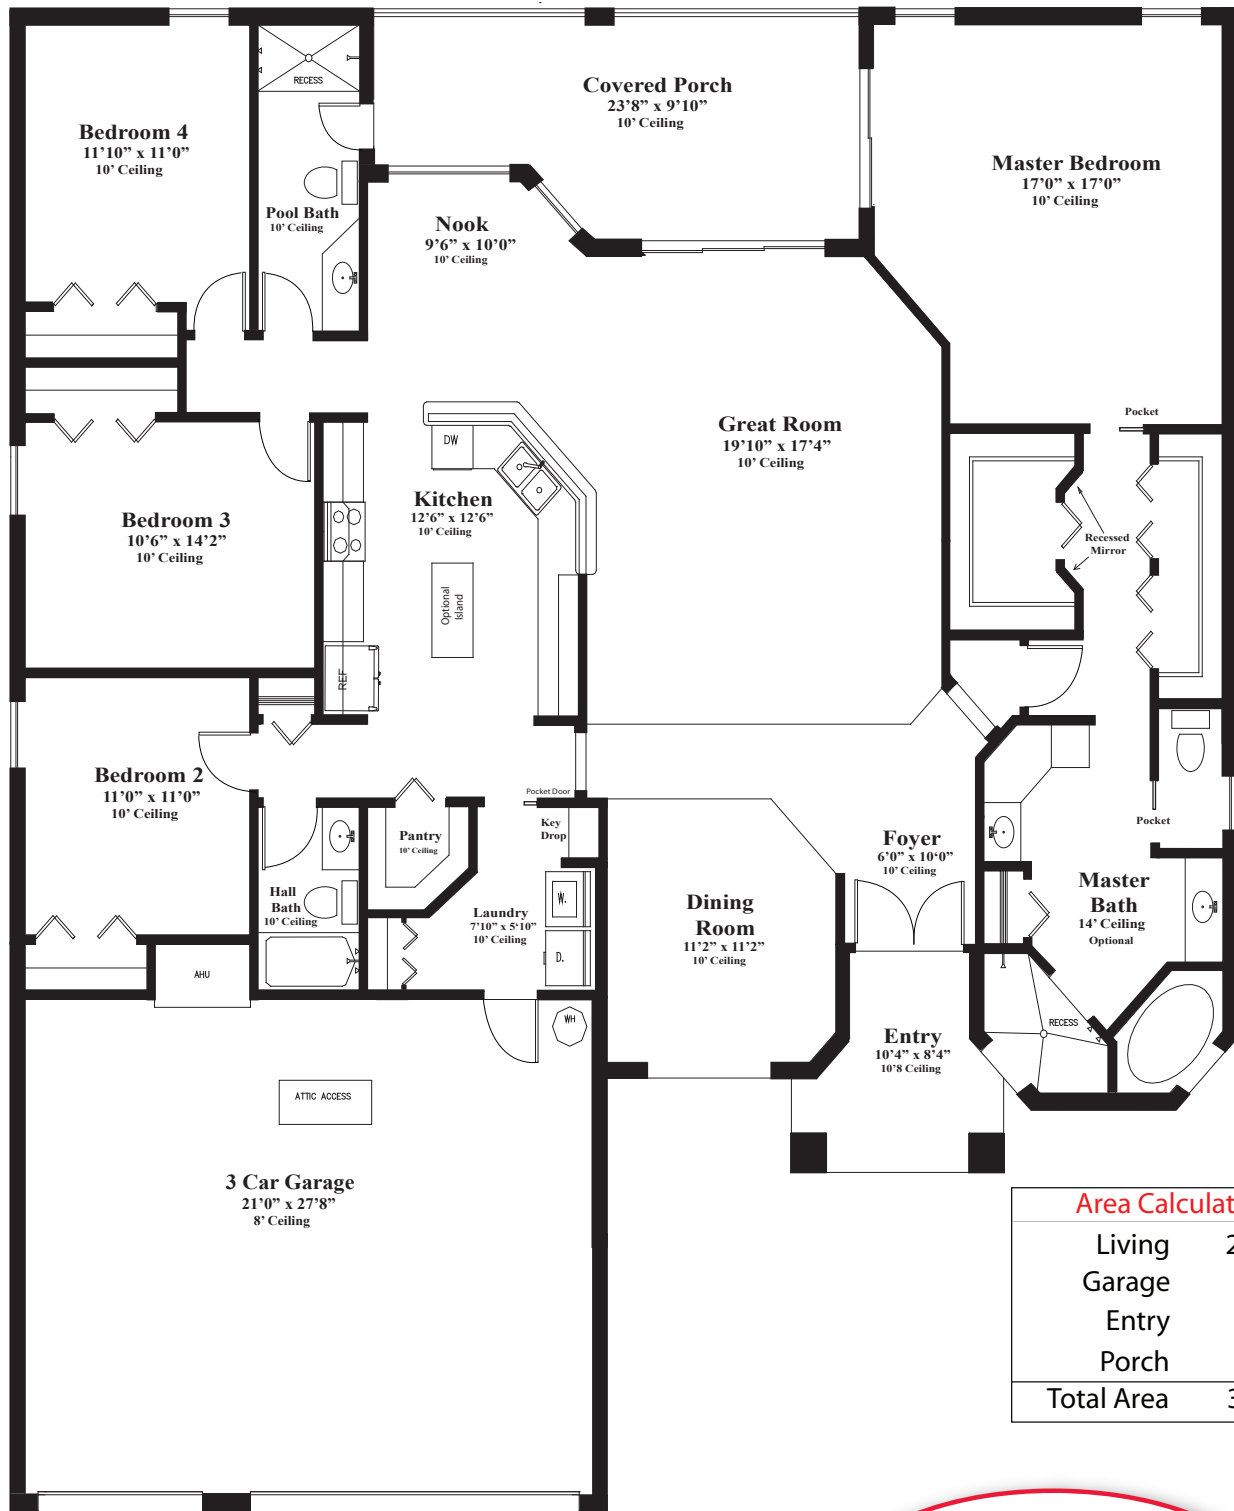 RECESS
Covered Porch
23’8” x 9’10”
10’ Ceiling
Bedroom 4
11’10” x 11’0”
10’ Ceiling
Master Bedroom
17’0” x 17’0”
10’ Ceiling
Pool Bath
10’ Ceiling
Nook
9’6” x 10’0”
10’ Ceiling
Pocket
Great Room
19’10” x 17’4”
10’ Ceiling
DW
Kitchen
12’6” x 12’6”
10’ Ceiling
Bedroom 3
10’6” x 14’2”
10’ Ceiling
Recessed
Mirror
Optional
Island
REF
Bedroom 2
11’0” x 11’0”
10’ Ceiling
Pocket Door
Key
Drop
Pantry
10’ Ceiling
Pocket
Foyer
6’0” x 10‘0”
10’ Ceiling
Hall
Bath
10’ Ceiling
W.
Laundry
7’10” x 5‘10”
10’ Ceiling
D.
Dining
Room
11’2” x 11’2”
10’ Ceiling
Master
Bath
14’ Ceiling
Optional
AHU
WH
RECESS
Entry
10’4” x 8’4”
10’8 Ceiling
ATTIC ACCESS
3 Car Garage
21’0” x 27’8”
8’ Ceiling
Area Calculat
Living 2
Garage
Entry
Porch
Total Area 3